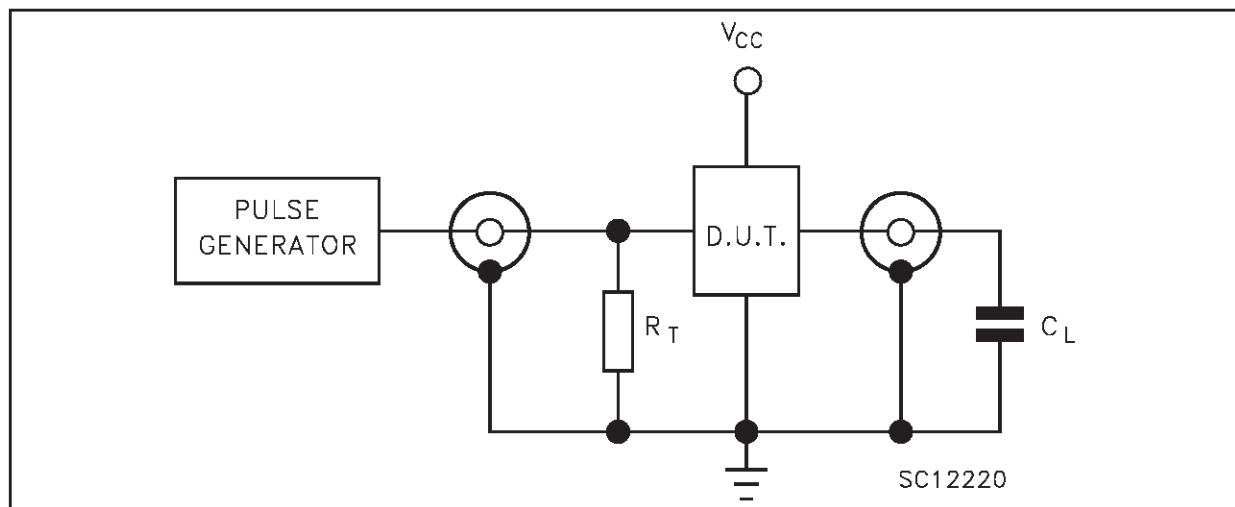 VCC
PULSE
GENERATOR
D.U.T.
RT
CL
SC12220